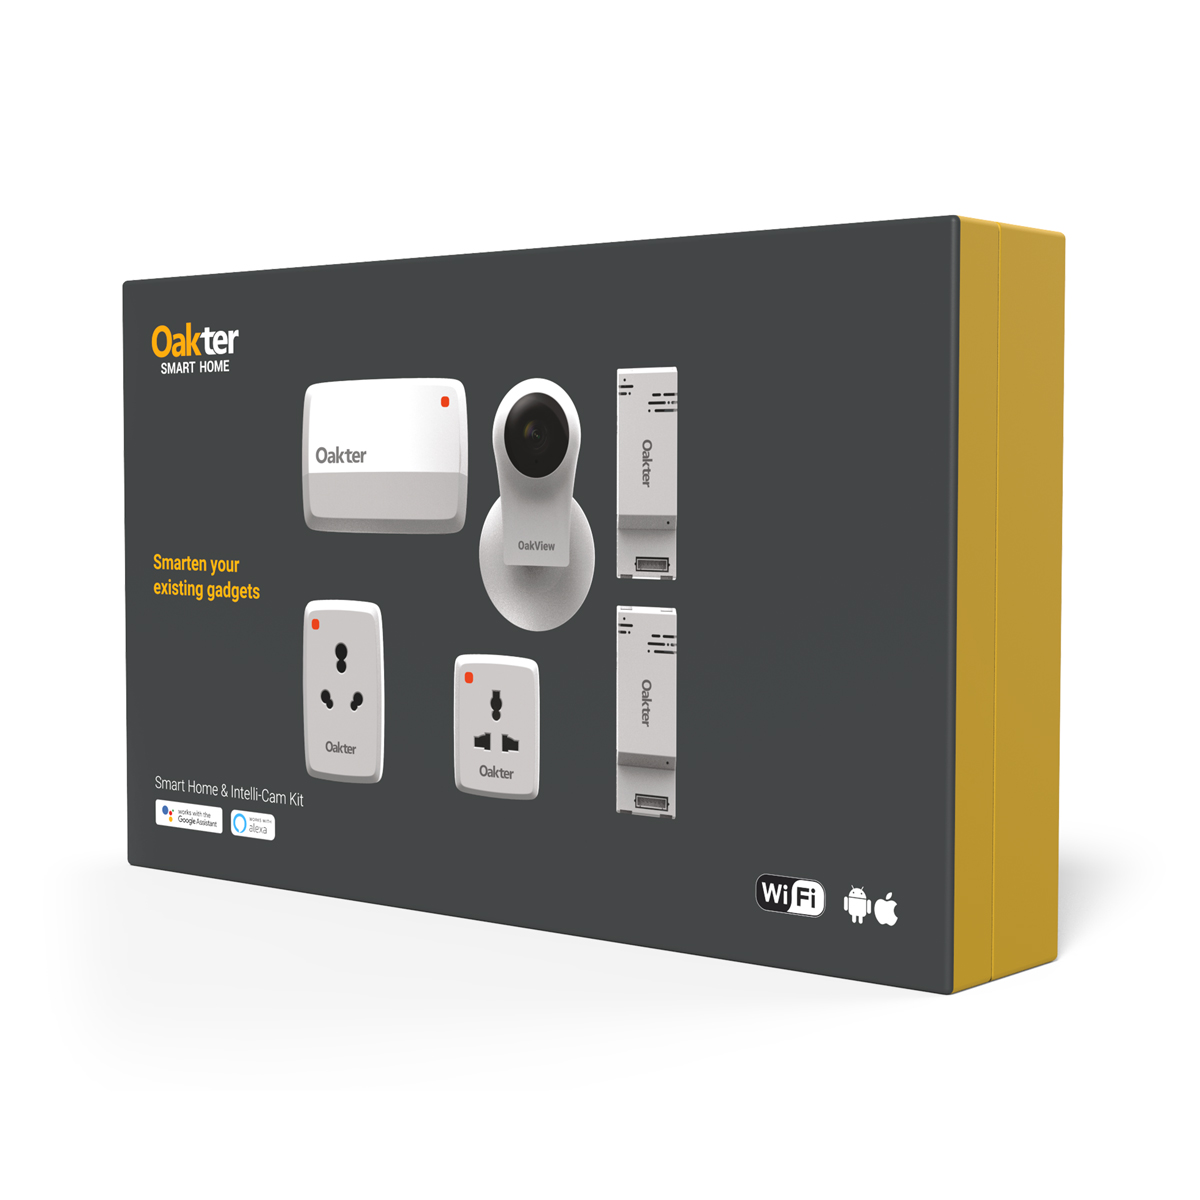 Oakter
SMART HOME
Oakter
OakView
Oakter
Smarten your
existing gadgets
Oakter
Oakter
Oakter
Smart Home & Intelli-Cam Kit
works with the
Google Assistant
WORKS WITH
alexa
WiFi